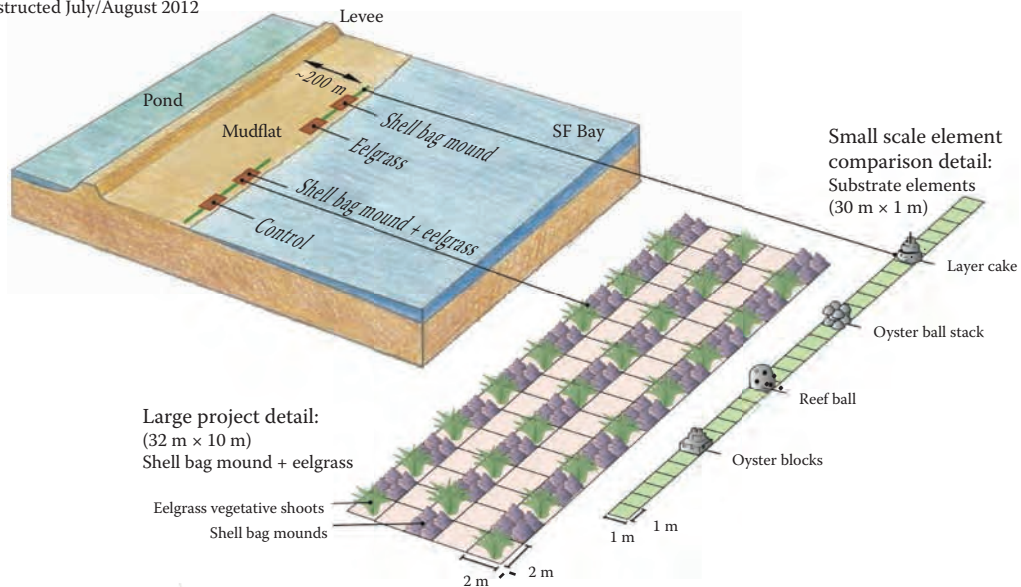 structed July/August 2012
Levee
~200 m
Pond
Mudflat
Shell bag mound
SF Bay
Eelgrass
Shell bag mound + eelgrass
Control
Small scale element
comparison detail:
Substrate elements
(30 m × 1 m)
Layer cake
Oyster ball stack
Reef ball
Oyster blocks
1 m
1 m
Large project detail:
(32 m × 10 m)
Shell bag mound + eelgrass
Eelgrass vegetative shoots
Shell bag mounds
2 m
2 m